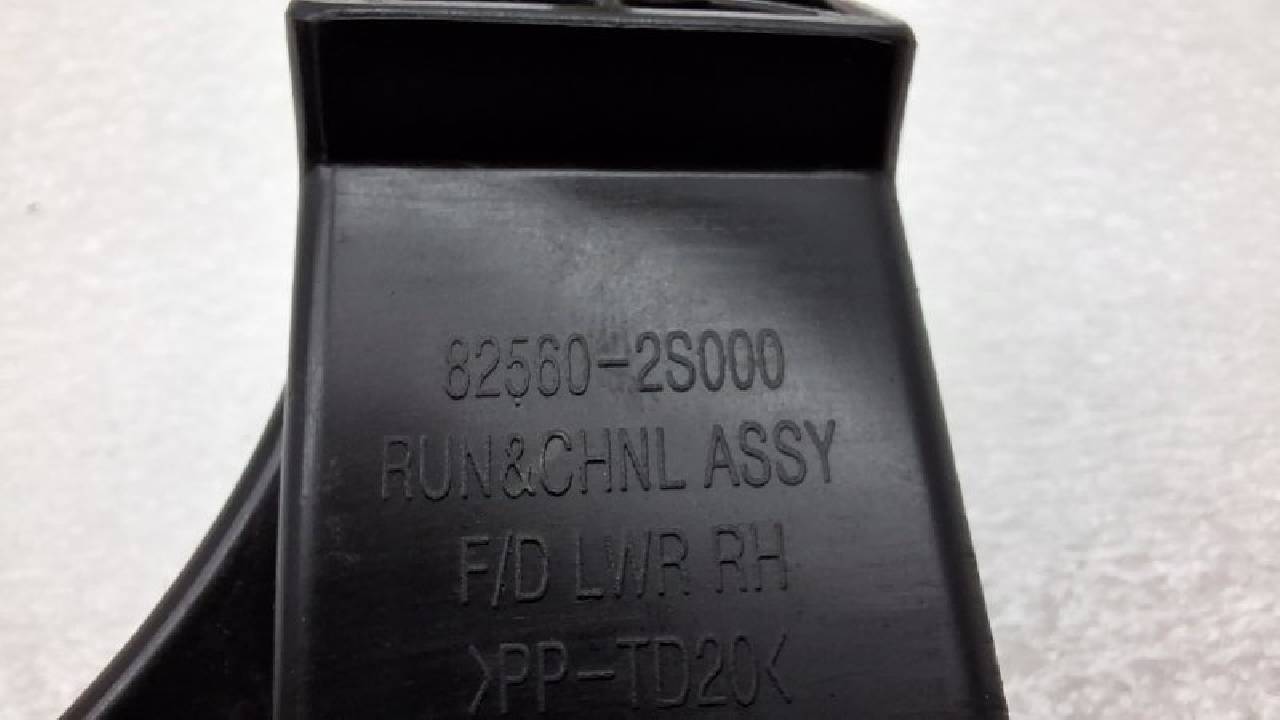 82560-2S000
RUN&CHNL ASSY
F/D LWR RH
>PP-TD20<